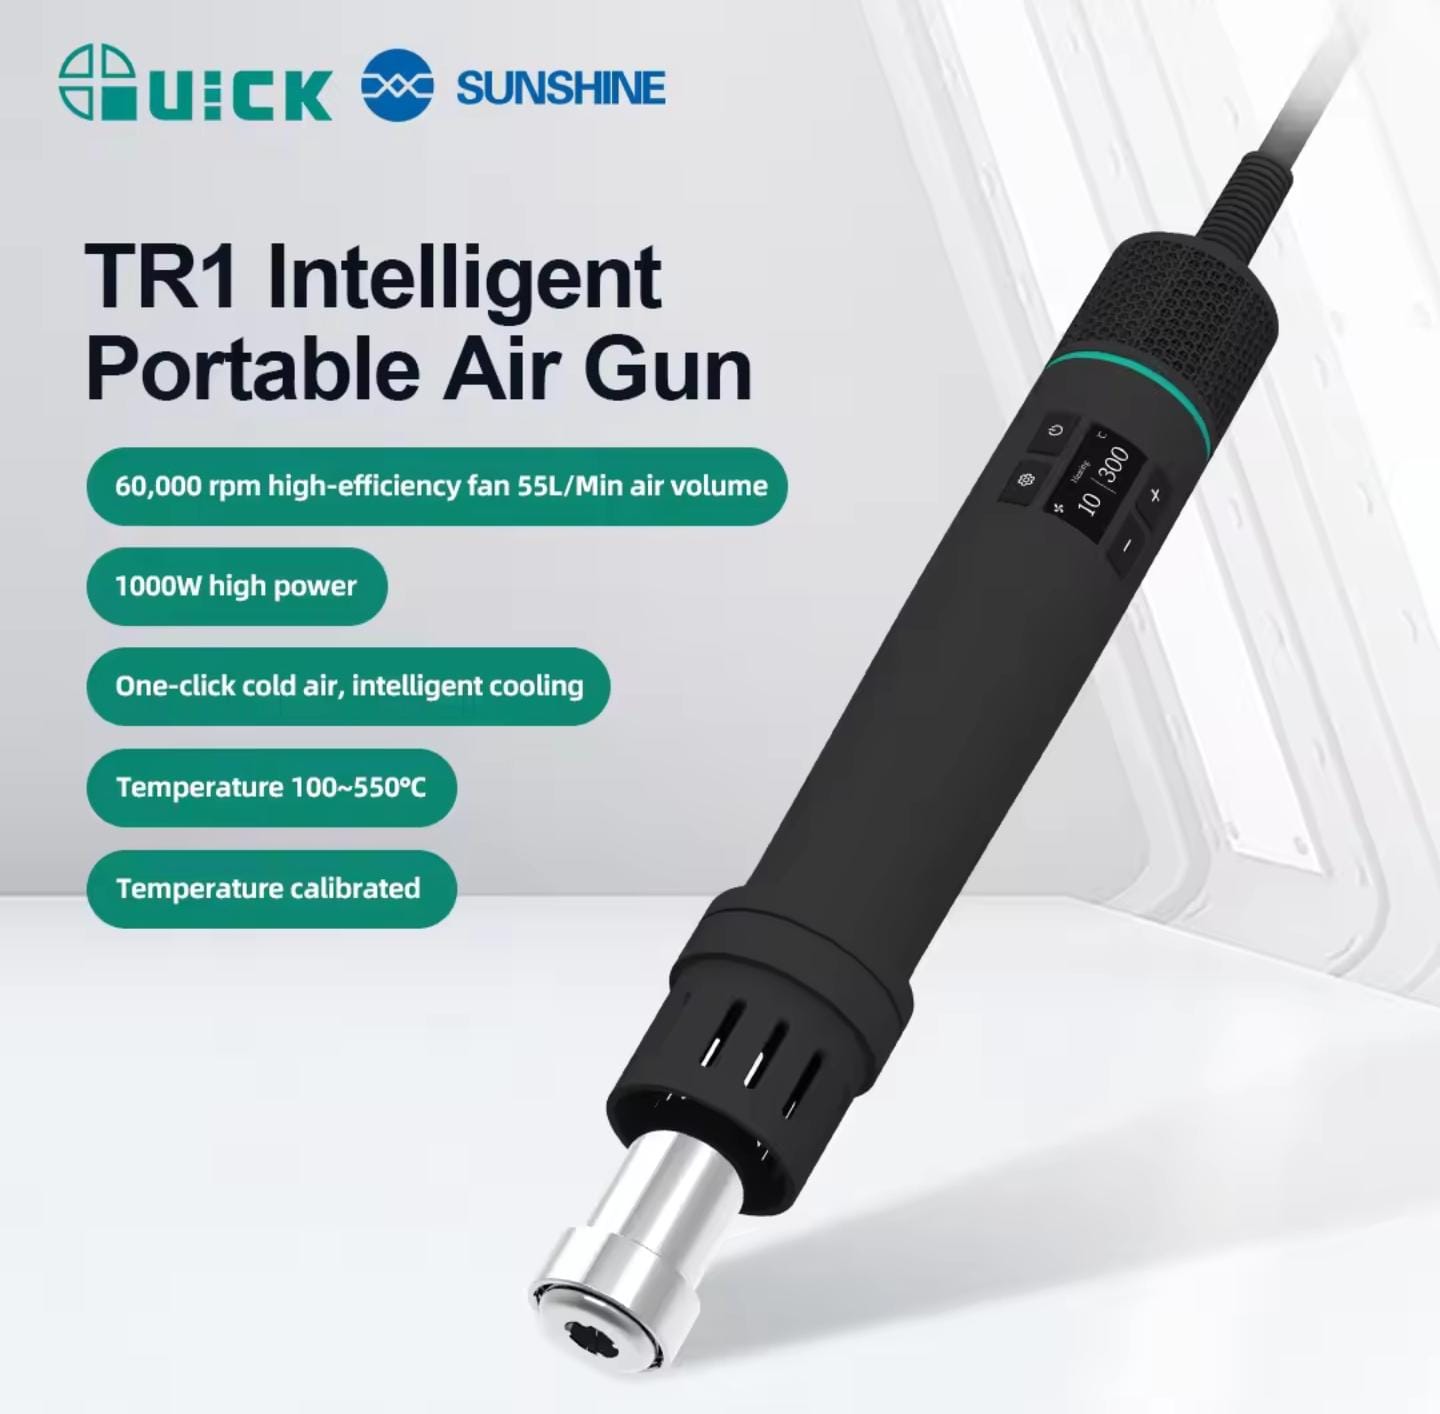 QUICK SUNSHINE
TR1 Intelligent
Portable Air Gun
60,000 rpm high-efficiency fan 55L/Min air volume
1000W high power
One-click cold air, intelligent cooling
Temperature 100~550℃
Temperature calibrated
10 300 ℃
+
−